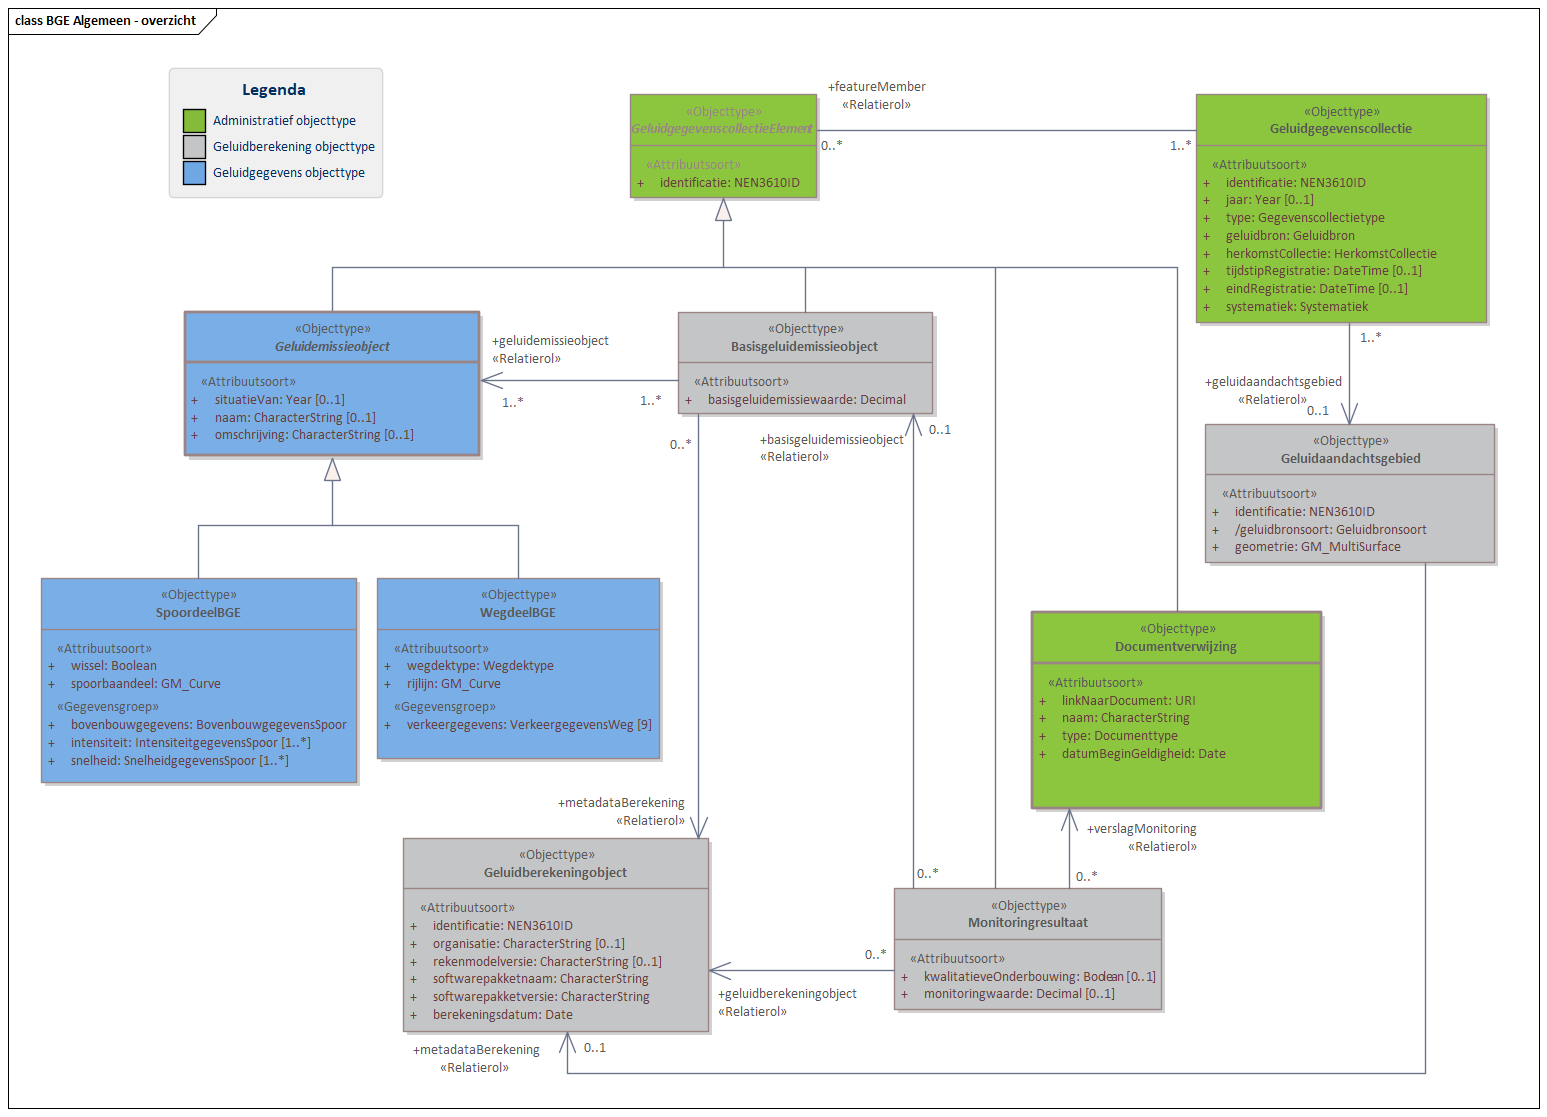 class BGE Algemeen - overzicht
Legenda
Administratief objecttype
Geluidberekening objecttype
Geluidgegevens objecttype
«Objecttype»
GeluidgegevenscollectieElement
«Attribuutsoort»
+ identificatie: NEN3610ID
+featureMember
«Relatierol»
0..*
1..*
«Objecttype»
Geluidgegevenscollectie
«Attribuutsoort»
+ identificatie: NEN3610ID
+ jaar: Year [0..1]
+ type: Gegevenscollectietype
+ geluidbron: Geluidbron
+ herkomstCollectie: HerkomstCollectie
+ tijdstipRegistratie: DateTime [0..1]
+ eindRegistratie: DateTime [0..1]
+ systematiek: Systematiek
«Objecttype»
Geluidemissieobject
«Attribuutsoort»
+ situatieVan: Year [0..1]
+ naam: CharacterString [0..1]
+ omschrijving: CharacterString [0..1]
+geluidemissieobject
«Relatierol»
1..*
1..*
«Objecttype»
Basisgeluidemissieobject
«Attribuutsoort»
+ basisgeluidemissiewaarde: Decimal
0..*
+basisgeluidemissieobject
«Relatierol»
0..1
1..*
+geluidaandachtsgebied
«Relatierol»
0..1
«Objecttype»
Geluidaandachtsgebied
«Attribuutsoort»
+ identificatie: NEN3610ID
+ /geluidbronsoort: Geluidbronsoort
+ geometrie: GM_MultiSurface
«Objecttype»
SpoordeelBGE
«Attribuutsoort»
+ wissel: Boolean
+ spoorbaandeel: GM_Curve
«Gegevensgroep»
+ bovenbouwgegevens: BovenbouwgegevensSpoor
+ intensiteit: IntensiteitgegevensSpoor [1..*]
+ snelheid: SnelheidgegevensSpoor [1..*]
«Objecttype»
WegdeelBGE
«Attribuutsoort»
+ wegdektype: Wegdektype
+ rijlijn: GM_Curve
«Gegevensgroep»
+ verkeergegevens: VerkeergegevensWeg [9]
«Objecttype»
Documentverwijzing
«Attribuutsoort»
+ linkNaarDocument: URI
+ naam: CharacterString
+ type: Documenttype
+ datumBeginGeldigheid: Date
+metadataBerekening
«Relatierol»
+verslagMonitoring
«Relatierol»
0..*
0..*
«Objecttype»
Geluidberekeningobject
«Attribuutsoort»
+ identificatie: NEN3610ID
+ organisatie: CharacterString [0..1]
+ rekenmodelversie: CharacterString [0..1]
+ softwarepakketnaam: CharacterString
+ softwarepakketversie: CharacterString
+ berekeningsdatum: Date
«Objecttype»
Monitoringresultaat
«Attribuutsoort»
+ kwalitatieveOnderbouwing: Boolean [0..1]
+ monitoringwaarde: Decimal [0..1]
0..*
+geluidberekeningobject
«Relatierol»
+metadataBerekening
«Relatierol»
0..1